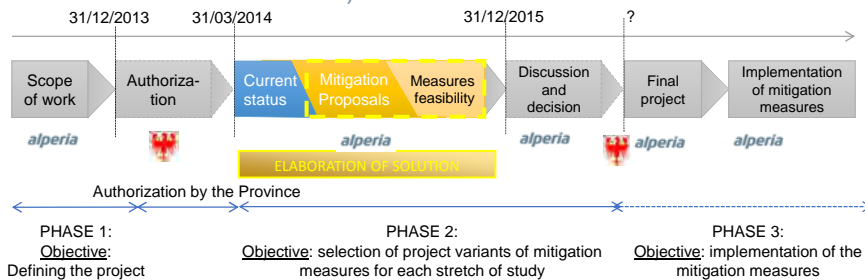 31/12/2013
31/03/2014
31/12/2015
?
Scope
of work
Authoriza-
tion
Current
status
Mitigation
Proposals
Measures
feasibility
Discussion
and
decision
Final
project
Implementation
of mitigation
measures
alperia
alperia
alperia
alperia
alperia
ELABORATION OF SOLUTION
Authorization by the Province
PHASE 1:
Objective:
Defining the project
PHASE 2:
Objective: selection of project variants of mitigation
measures for each stretch of study
PHASE 3:
Objective: implementation of the
mitigation measures